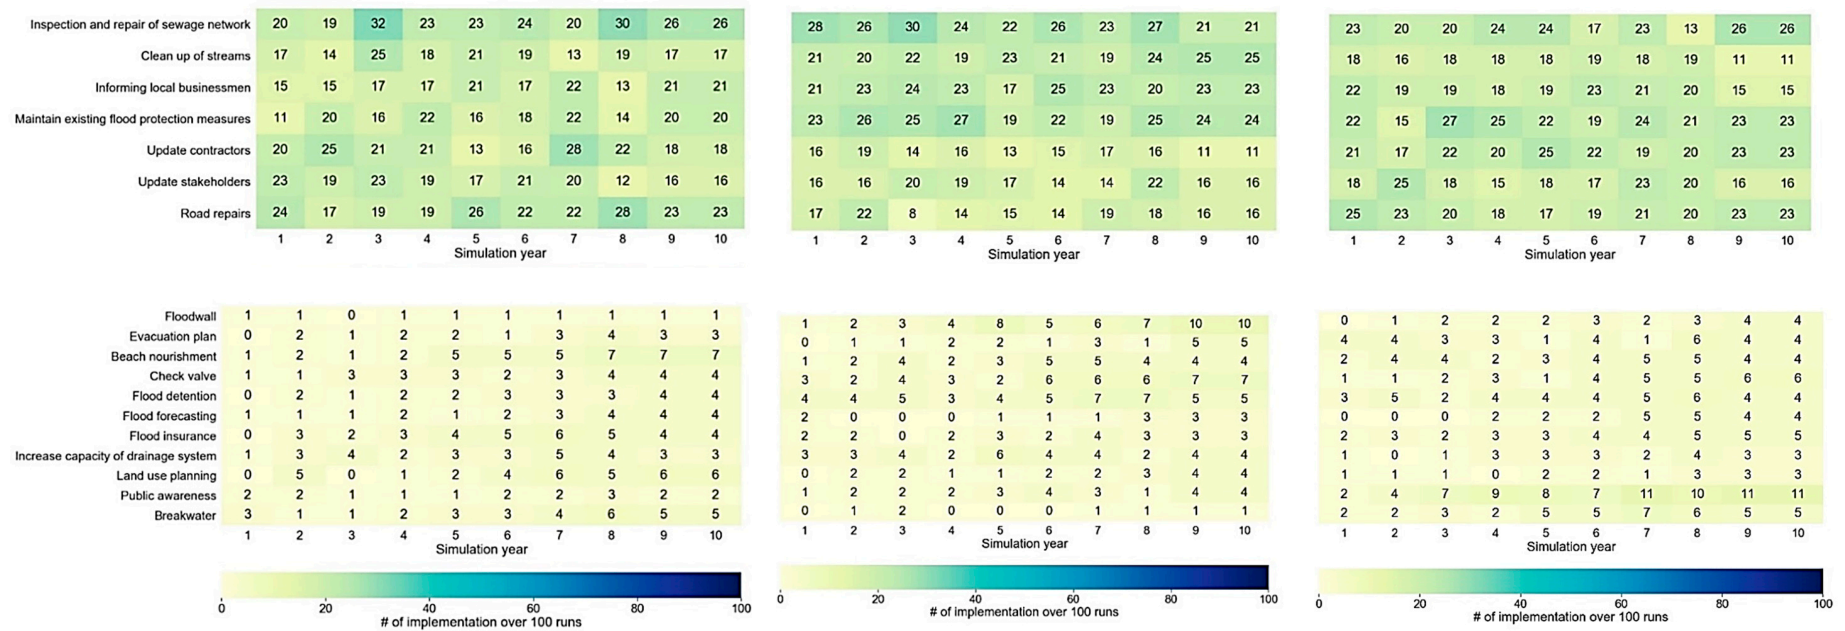 Inspection and repair of sewage network 20 19 32 23 23 24 20 30 26 26 28 26 30 24 22 26 23 27 21 21 23 20 20 24 24 17 23 13 26 26
Clean up of streams 17 14 25 18 21 19 13 19 17 17 21 20 22 19 23 21 19 24 25 25 18 16 18 18 18 19 18 19 11 11
Informing local businessmen 15 15 17 17 21 17 22 13 21 21 21 23 24 23 17 25 23 20 23 23 22 19 19 18 19 23 21 20 15 15
Maintain existing flood protection measures 11 20 16 22 16 18 22 14 20 20 23 26 25 27 19 22 19 25 24 24 22 15 27 25 22 19 24 21 23 23
Update contractors 20 25 21 21 13 16 28 22 18 18 16 19 14 16 13 15 17 16 11 11 21 17 22 20 25 22 19 20 23 23
Update stakeholders 23 19 23 19 17 21 20 12 16 16 16 16 20 19 17 14 14 22 16 16 18 25 18 15 18 17 23 20 16 16
Road repairs 24 17 19 19 26 22 22 28 23 23 17 22 8 14 15 14 19 18 16 16 25 23 20 18 17 19 21 20 23 23
1 2 3 4 5 6 7 8 9 10 1 2 3 4 5 6 7 8 9 10 1 2 3 4 5 6 7 8 9 10
Simulation year Simulation year Simulation year
Floodwall 1 1 0 1 1 1 1 1 1 1 1 2 3 4 8 5 6 7 10 10 0 1 2 2 2 3 2 3 4 4
Evacuation plan 0 2 1 2 2 1 3 4 3 3 0 1 1 2 2 1 3 1 5 5 4 4 3 3 1 4 1 6 4 4
Beach nourishment 1 2 1 2 5 5 5 7 7 7 1 2 4 2 3 5 5 4 4 4 2 4 4 2 3 4 5 5 4 4
Check valve 1 1 3 3 3 2 3 4 4 4 3 2 4 3 2 6 6 6 7 7 1 1 2 3 1 4 5 5 6 6
Flood detention 0 2 1 2 2 3 3 3 4 4 4 4 5 3 4 5 7 7 5 5 3 5 2 4 4 4 5 6 4 4
Flood forecasting 1 1 1 2 1 2 3 4 4 4 2 0 0 0 1 1 1 3 3 3 0 0 0 2 2 2 5 5 4 4
Flood insurance 0 3 2 3 4 5 6 5 4 4 2 2 0 2 3 2 4 3 3 3 2 3 2 3 3 4 4 5 5 5
Increase capacity of drainage system 1 3 4 2 3 3 5 4 3 3 3 3 4 2 6 4 4 2 4 4 1 0 1 3 3 3 2 4 3 3
Land use planning 0 5 0 1 2 4 6 5 6 6 0 2 2 1 1 2 2 3 4 4 1 1 1 0 2 2 1 3 3 3
Public awareness 2 2 1 1 1 2 2 3 2 2 1 2 2 2 3 4 3 1 4 4 2 4 7 9 8 7 11 10 11 11
Breakwater 3 1 1 2 3 3 4 6 5 5 0 1 2 0 0 0 1 1 1 1 2 2 3 2 5 5 7 6 5 5
1 2 3 4 5 6 7 8 9 10 1 2 3 4 5 6 7 8 9 10 1 2 3 4 5 6 7 8 9 10
Simulation year Simulation year Simulation year
0 20 40 60 80 100 0 20 40 60 80 100 0 20 40 60 80 100
# of implementation over 100 runs # of implementation over 100 runs # of implementation over 100 runs